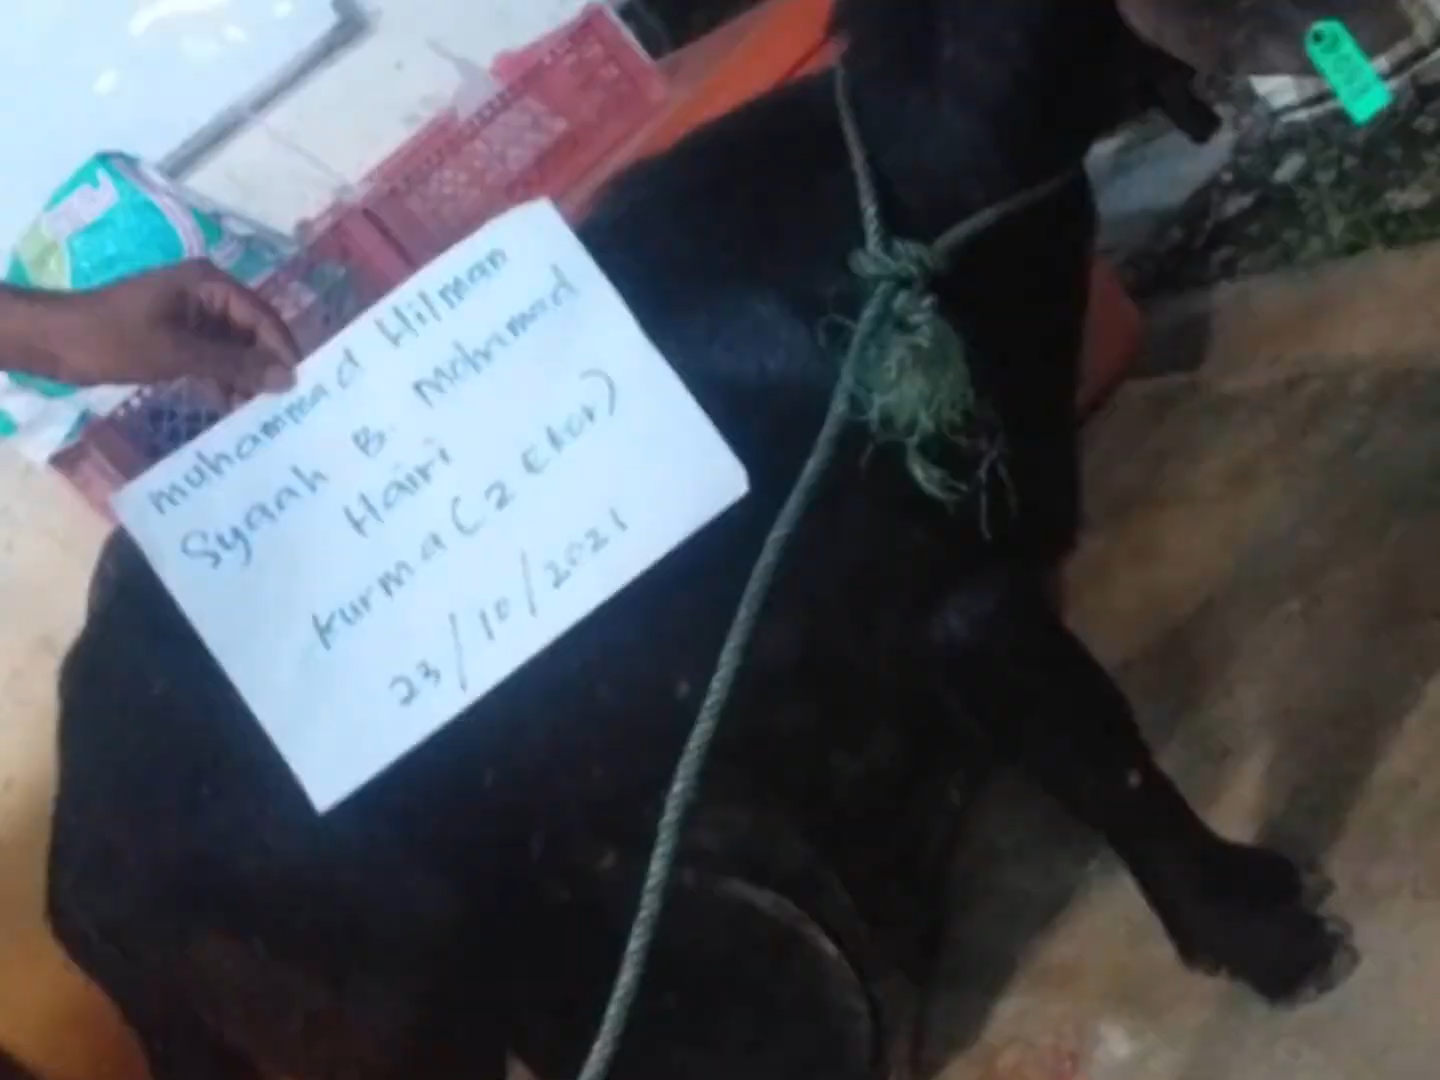 muhammad Hilman
Syaah B. Mohamad
Hairi
kurma (2 ekor)
23/10/2021